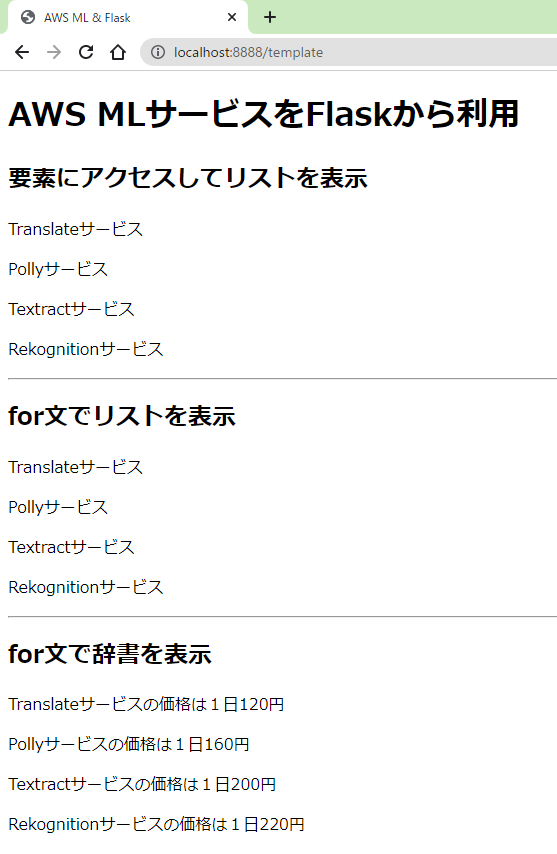 AWS ML & Flask
localhost:8888/template
AWS MLサービスをFlaskから利用
要素にアクセスしてリストを表示
Translateサービス
Pollyサービス
Textractサービス
Rekognitionサービス
for文でリストを表示
Translateサービス
Pollyサービス
Textractサービス
Rekognitionサービス
for文で辞書を表示
Translateサービスの価格は１日120円
Pollyサービスの価格は１日160円
Textractサービスの価格は１日200円
Rekognitionサービスの価格は１日220円